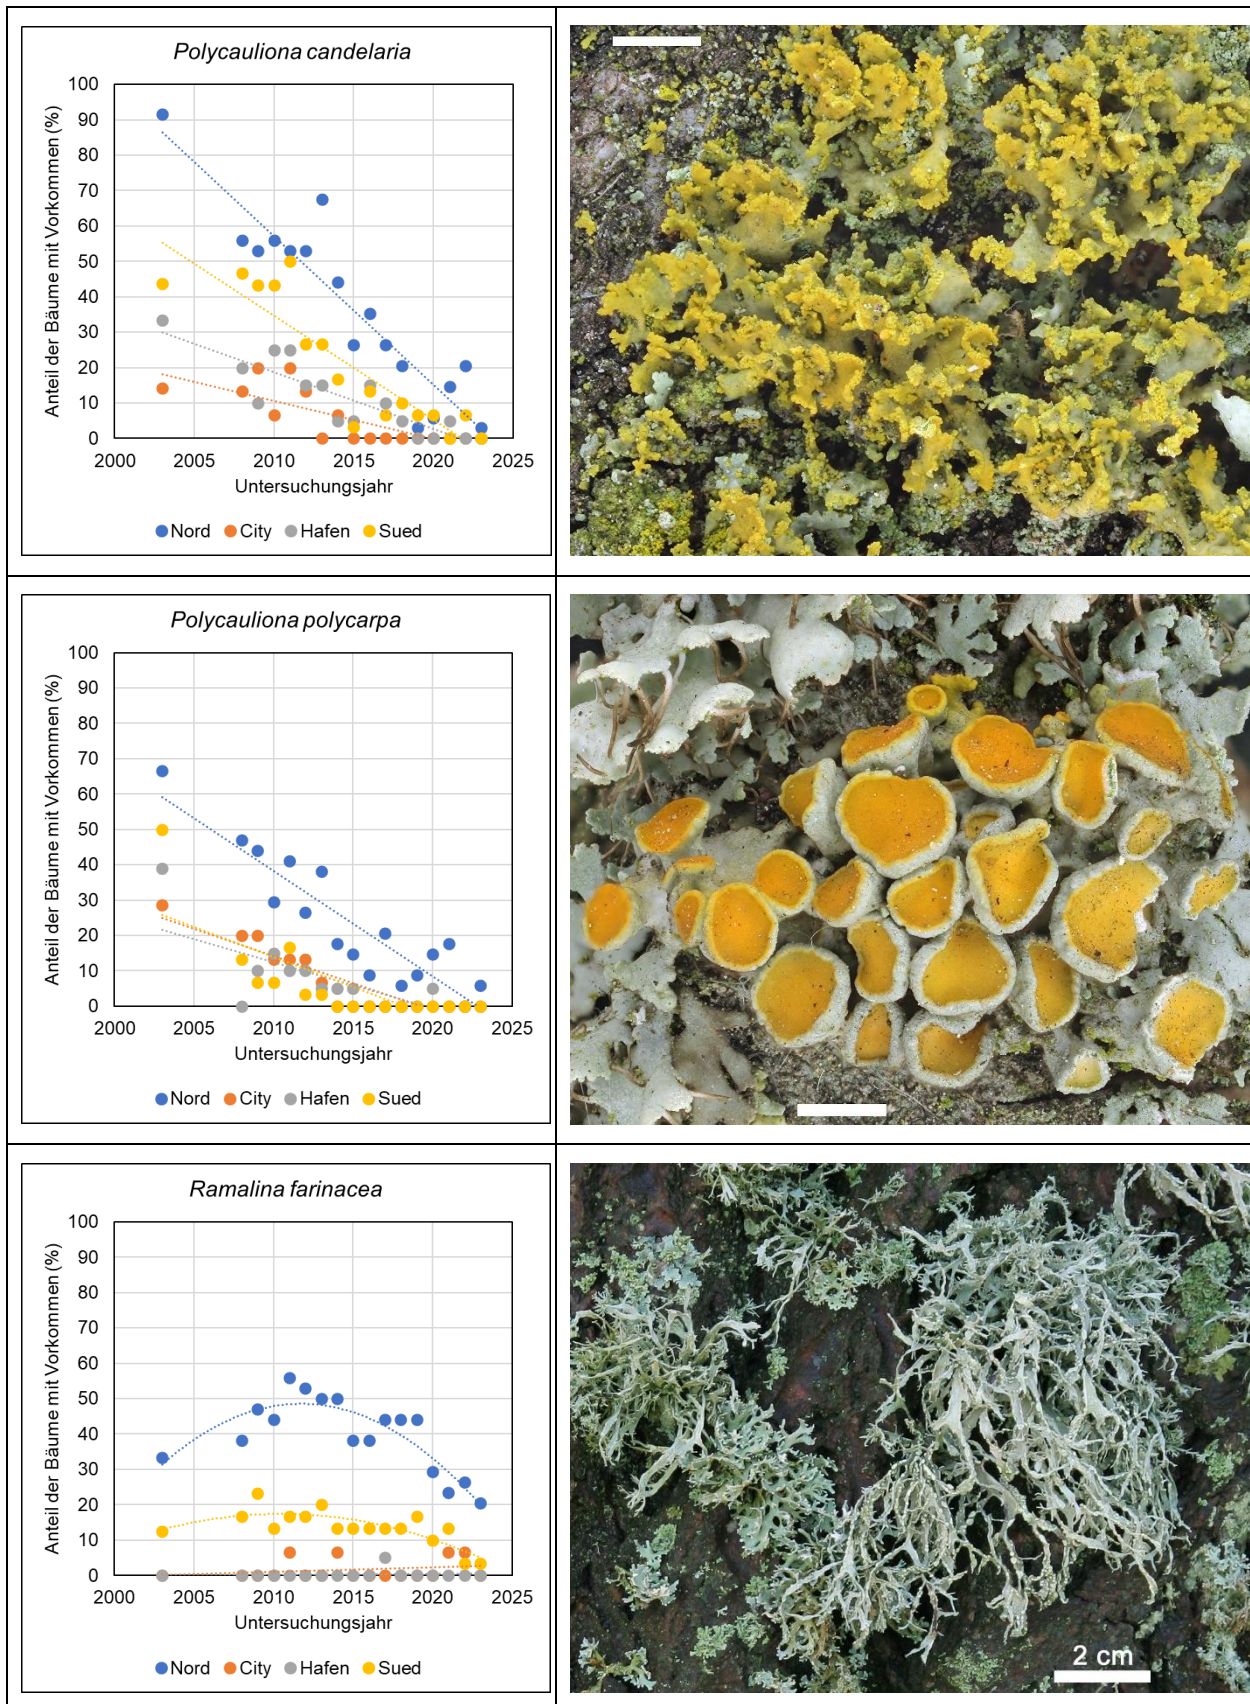 Polycauliona candelaria
Anteil der Bäume mit Vorkommen (%)
100
90
80
70
60
50
40
30
20
10
0
2000 2005 2010 2015 2020 2025
Untersuchungsjahr
Nord City Hafen Sued
Polycauliona polycarpa
Anteil der Bäume mit Vorkommen (%)
100
90
80
70
60
50
40
30
20
10
0
2000 2005 2010 2015 2020 2025
Untersuchungsjahr
Nord City Hafen Sued
Ramalina farinacea
Anteil der Bäume mit Vorkommen (%)
100
90
80
70
60
50
40
30
20
10
0
2000 2005 2010 2015 2020 2025
Untersuchungsjahr
Nord City Hafen Sued
2 cm